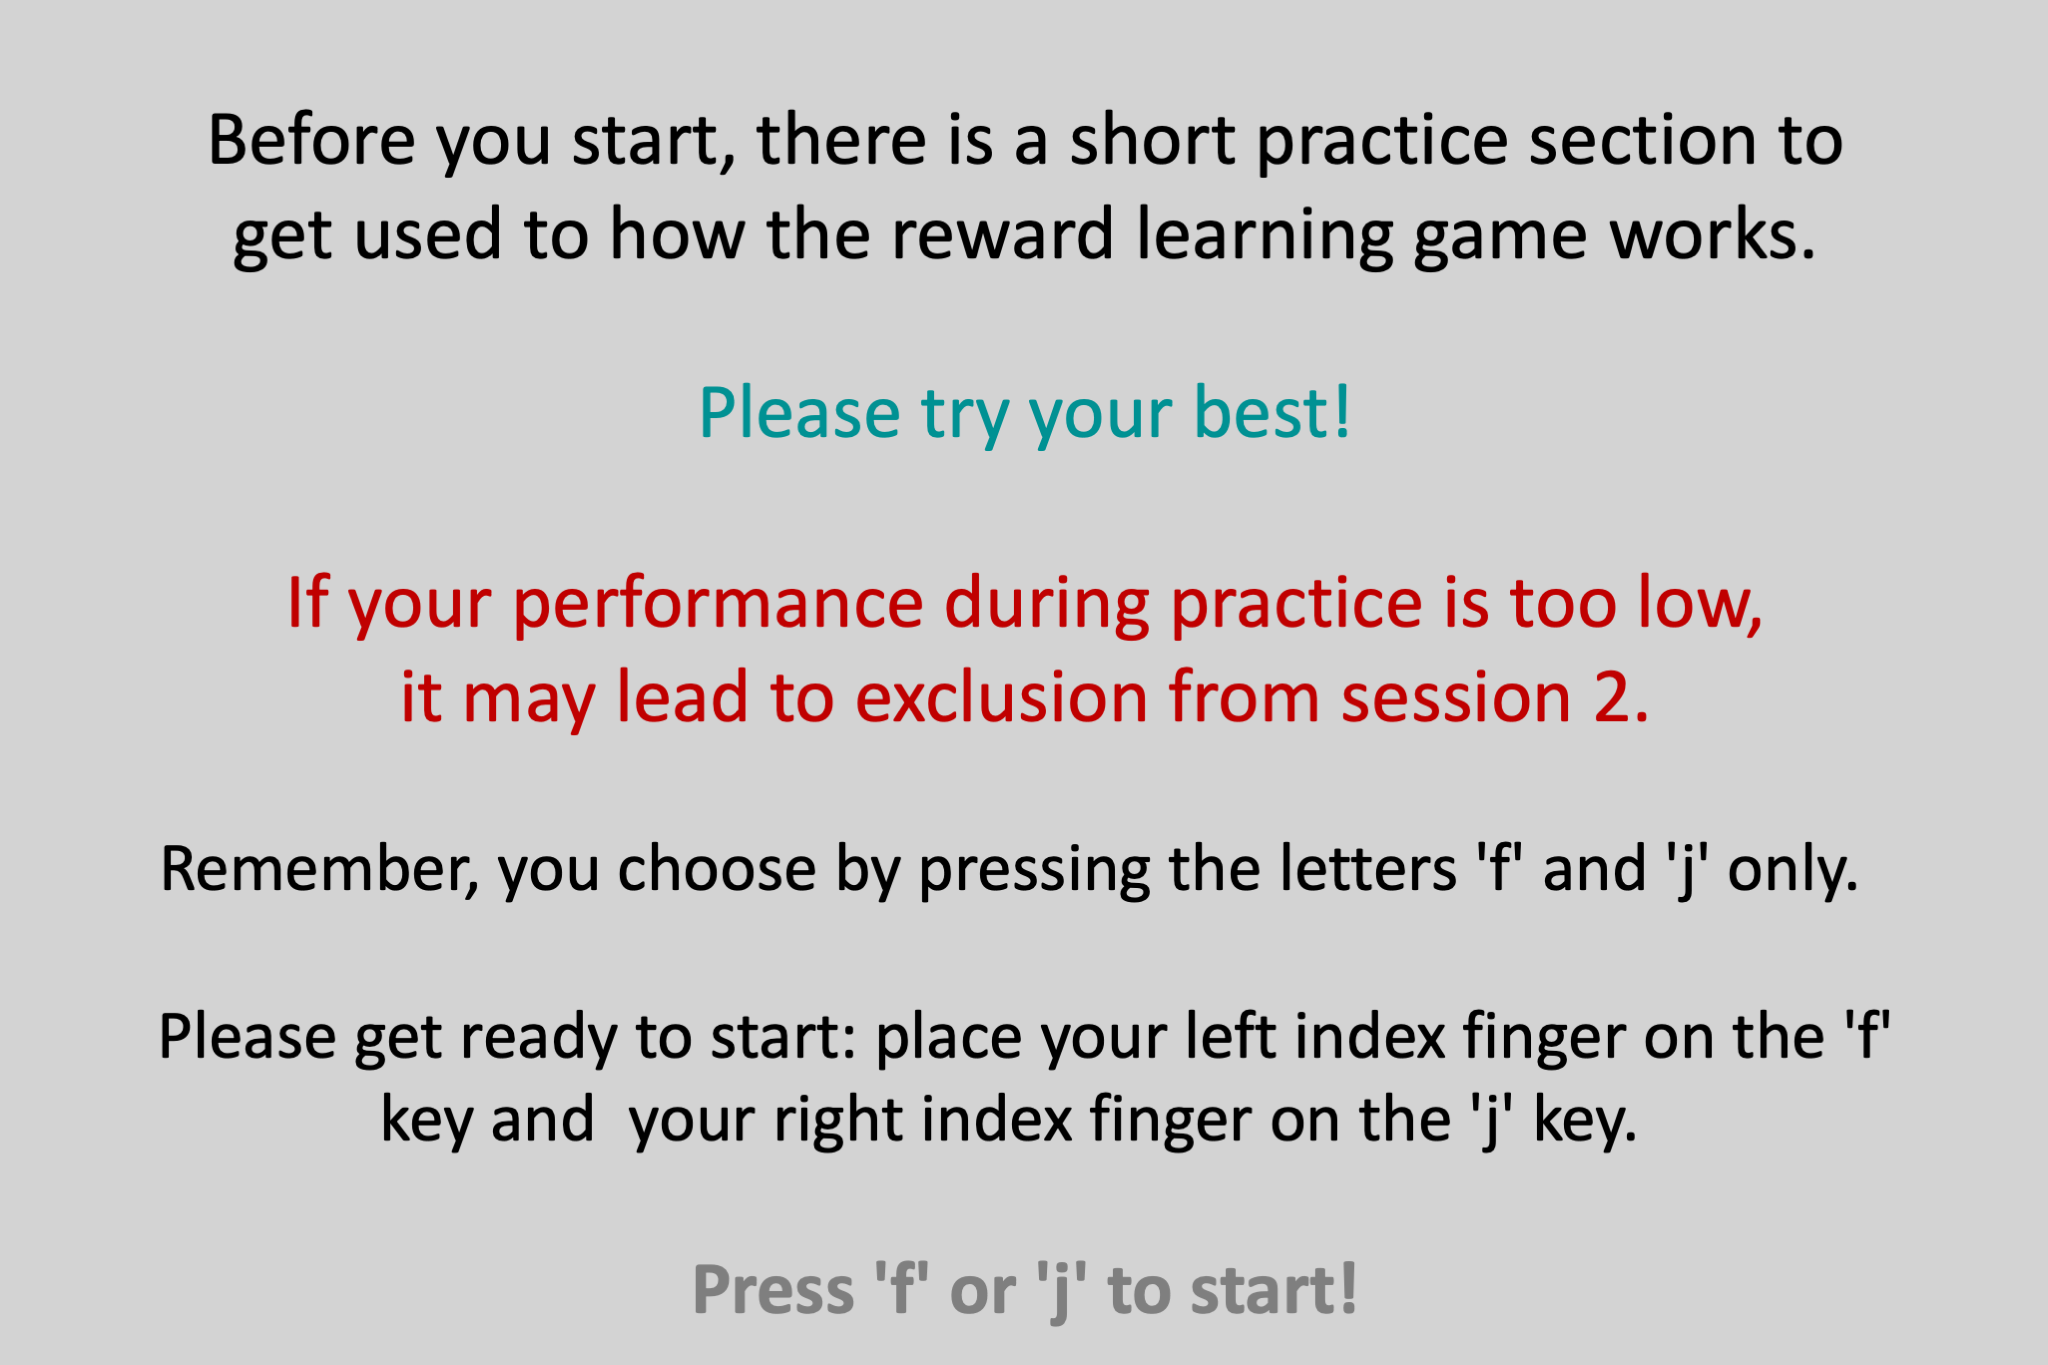 Before you start, there is a short practice section to
get used to how the reward learning game works.
Please try your best!
If your performance during practice is too low,
it may lead to exclusion from session 2.
Remember, you choose by pressing the letters 'f' and 'j' only.
Please get ready to start: place your left index finger on the 'f'
key and  your right index finger on the 'j' key.
Press 'f' or 'j' to start!